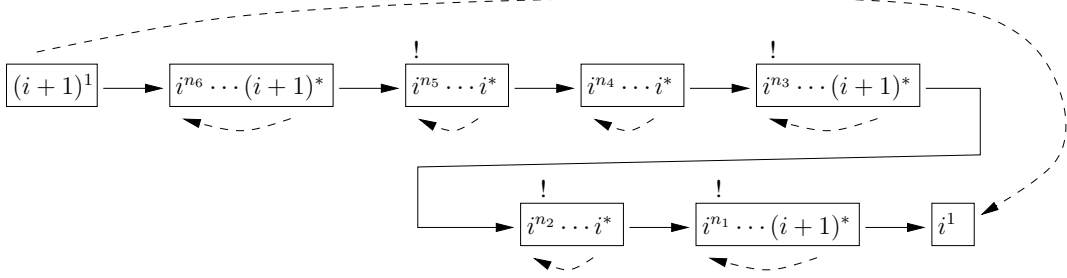 ! !
(i + 1)^1 i^{n_6} ⋯ (i + 1)^* i^{n_5} ⋯ i^* i^{n_4} ⋯ i^* i^{n_3} ⋯ (i + 1)^*
! !
i^{n_2} ⋯ i^* i^{n_1} ⋯ (i + 1)^* i^1